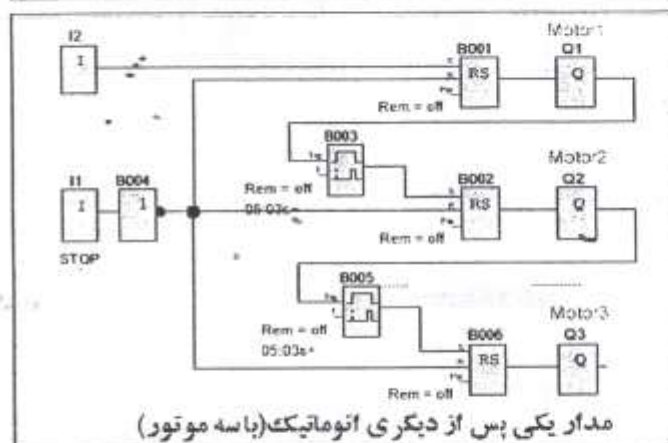 Motor1
I2
B001
Q1
I
RS
Q
Rem = off
B003
Motor2
Rem = off
B002
Q2
I1
B004
05:03s+
RS
Q
I
1
Rem = off
STOP
B005
Motor3
Rem = off
B006
Q3
05:03s+
RS
Q
Rem = off
مدار یکی پس از دیگری اتوماتیک(با سه موتور)